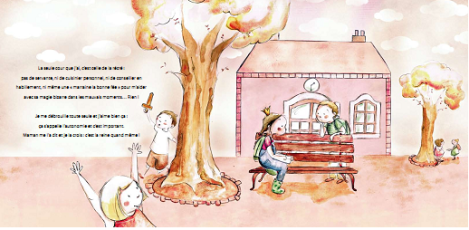 La seule cour que j'ai, c'est celle de la récré !
pas de servante, ni de cuisinier personnel, ni de conseiller en
habillement, ni même une « marraine la bonne fée » pour m'aider
avec sa magie bizarre dans les mauvais moments... Rien !
Je me débrouille toute seule et j'aime bien ça :
ça s'appelle l'autonomie et c'est important.
Maman me l'a dit et je la crois : c'est la reine quand même !